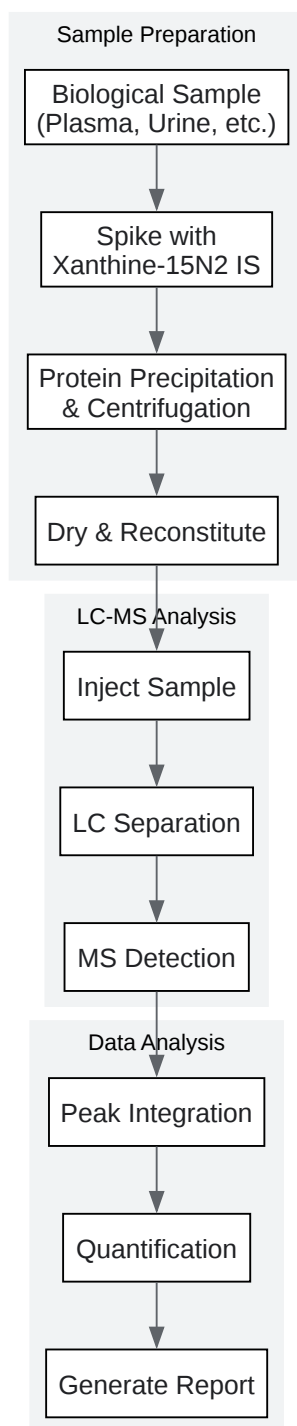 Sample Preparation
Biological Sample
(Plasma, Urine, etc.)
Spike with
Xanthine-15N2 IS
Protein Precipitation
& Centrifugation
Dry & Reconstitute
LC-MS Analysis
Inject Sample
LC Separation
MS Detection
Data Analysis
Peak Integration
Quantification
Generate Report